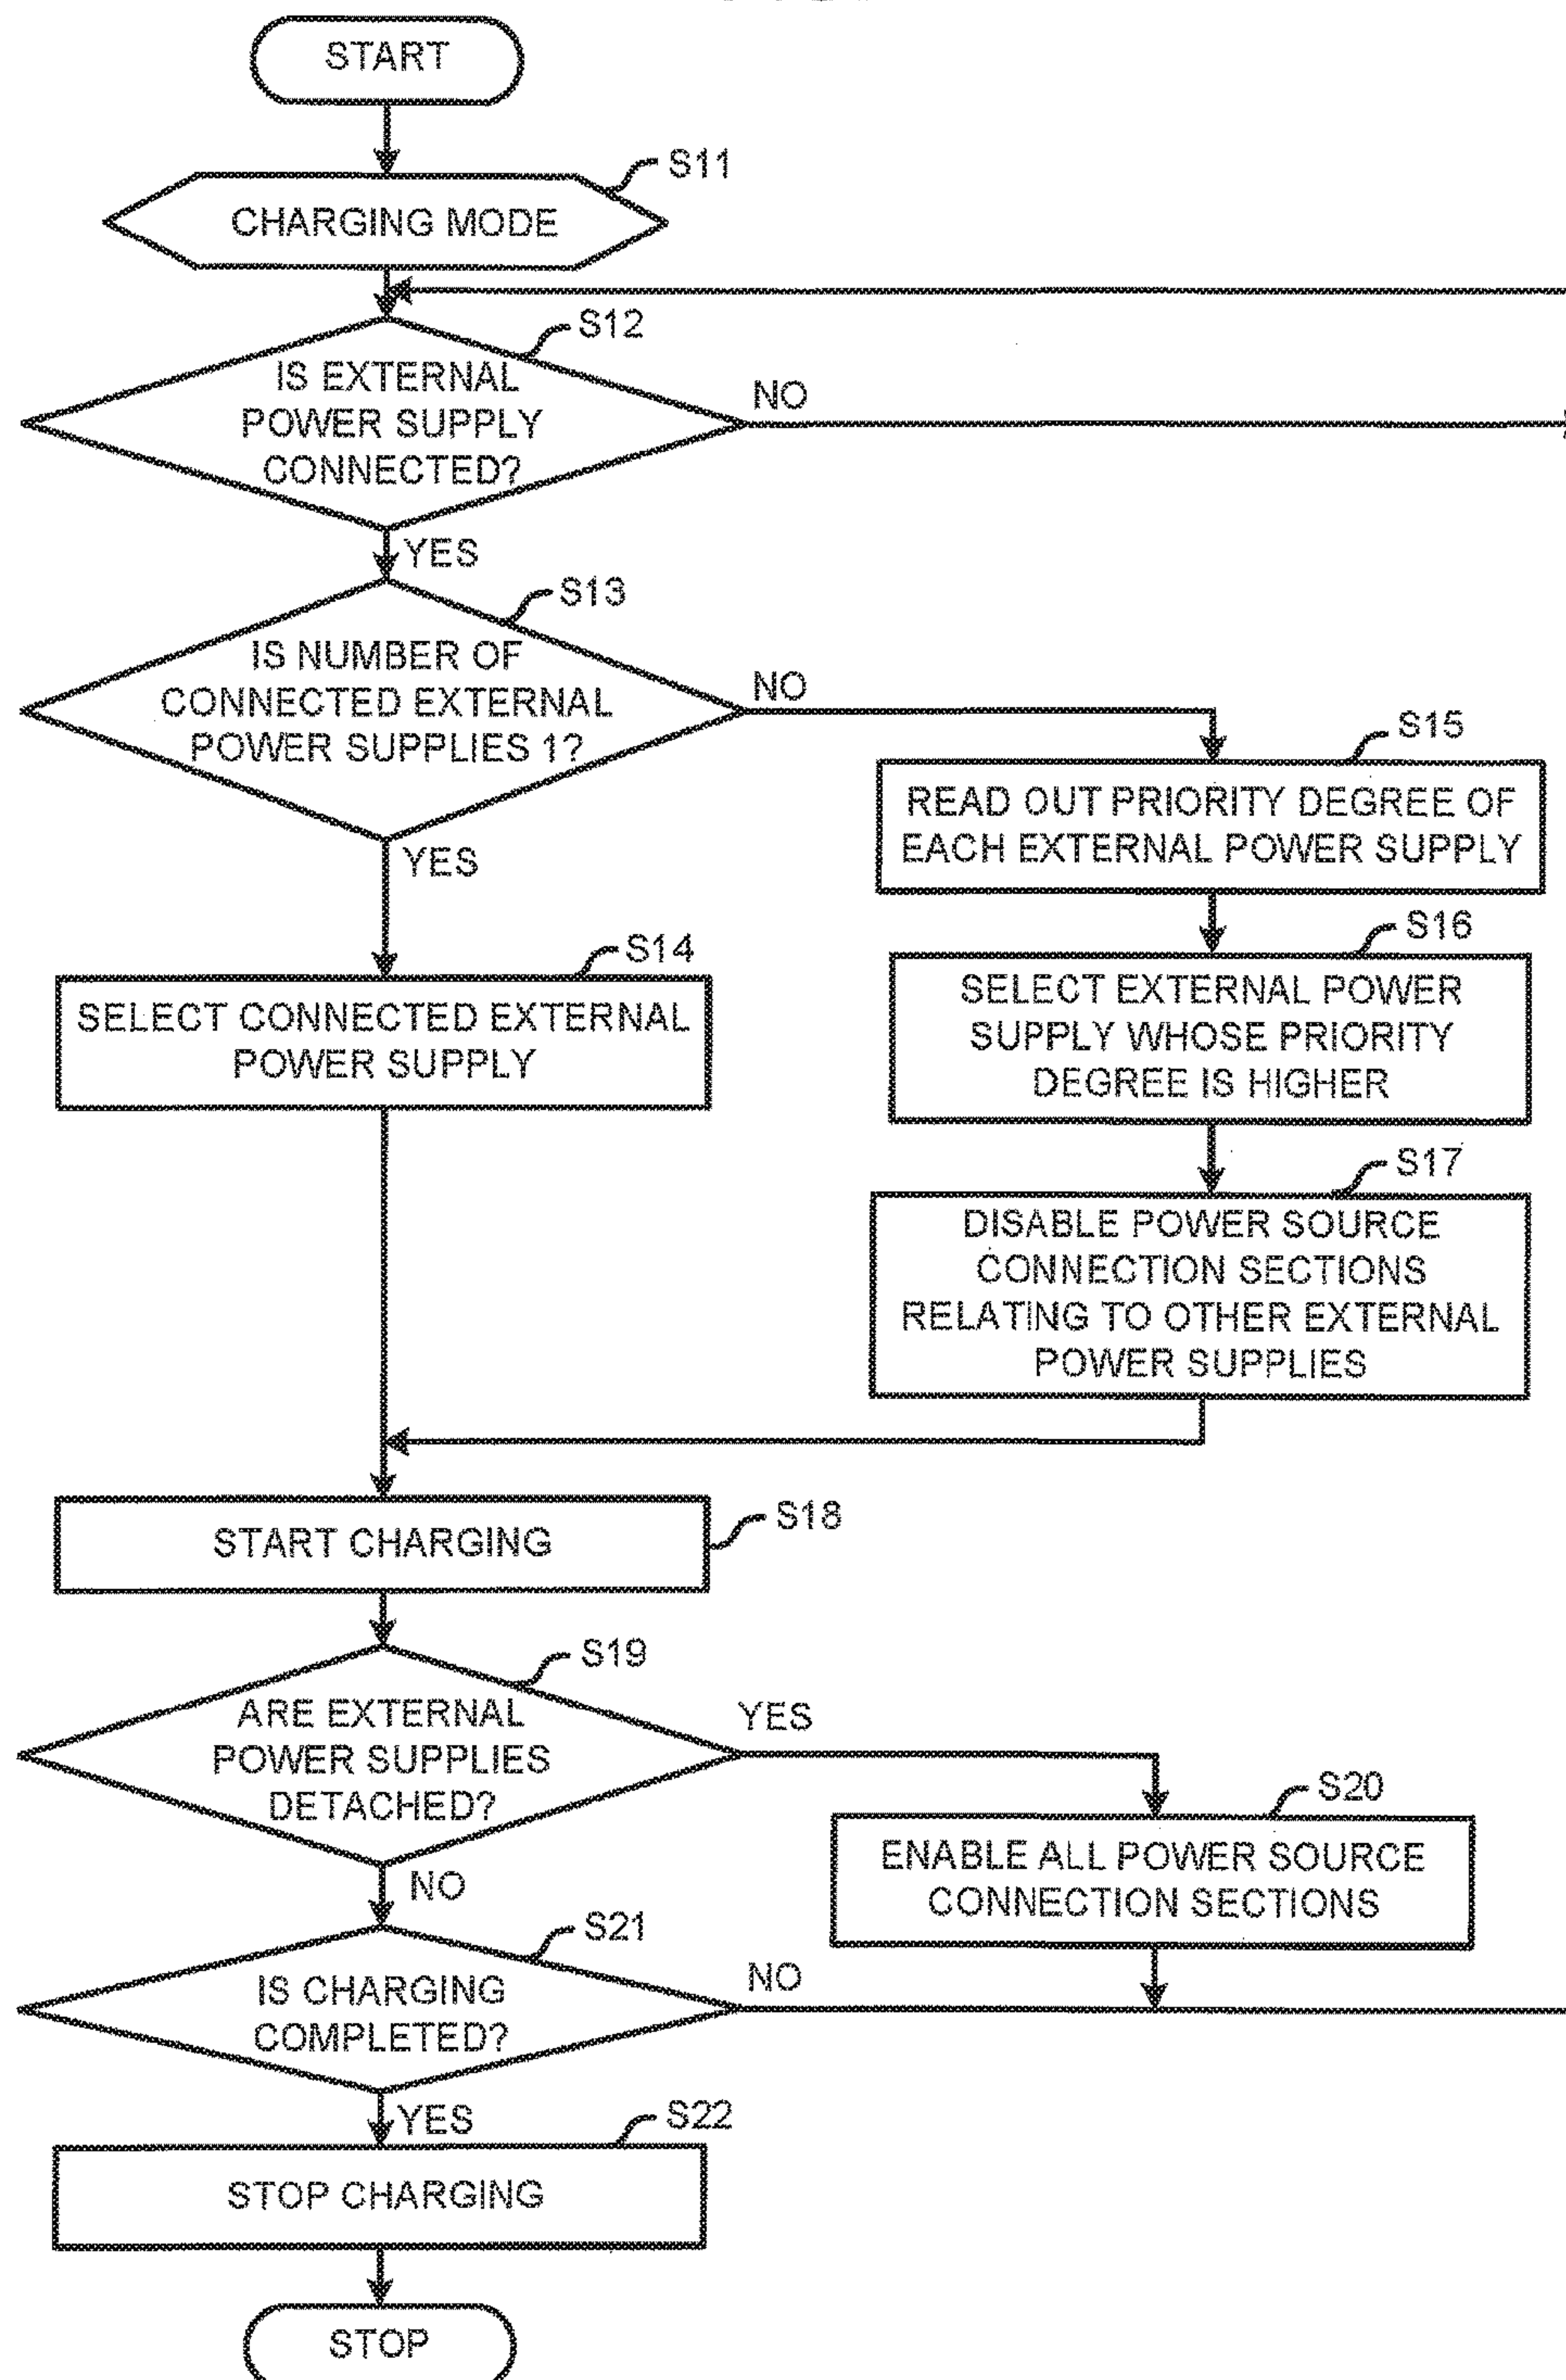 START
S11
CHARGING MODE
S12
IS EXTERNAL
POWER SUPPLY
CONNECTED?
NO
YES
S13
IS NUMBER OF
CONNECTED EXTERNAL
POWER SUPPLIES 1?
NO
YES
S15
READ OUT PRIORITY DEGREE OF
EACH EXTERNAL POWER SUPPLY
S14
SELECT CONNECTED EXTERNAL
POWER SUPPLY
S16
SELECT EXTERNAL POWER
SUPPLY WHOSE PRIORITY
DEGREE IS HIGHER
S17
DISABLE POWER SOURCE
CONNECTION SECTIONS
RELATING TO OTHER EXTERNAL
POWER SUPPLIES
S18
START CHARGING
S19
ARE EXTERNAL
POWER SUPPLIES
DETACHED?
YES
NO
S20
ENABLE ALL POWER SOURCE
CONNECTION SECTIONS
S21
IS CHARGING
COMPLETED?
NO
YES
S22
STOP CHARGING
STOP